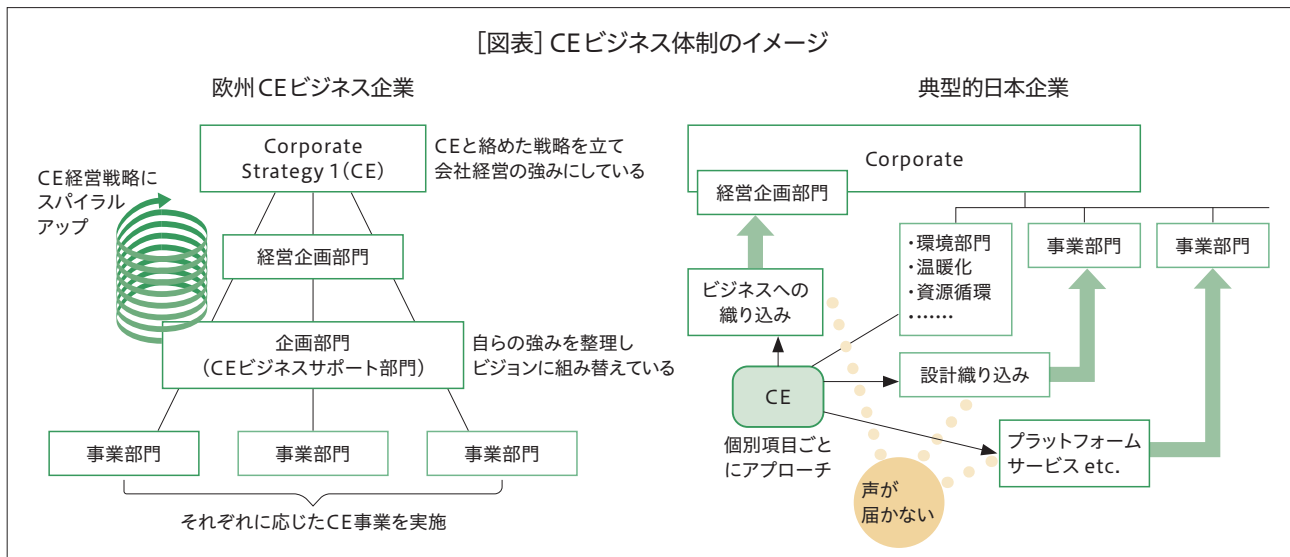 ［図表］CEビジネス体制のイメージ
欧州CEビジネス企業
Corporate
Strategy 1（CE）
CEと絡めた戦略を立て
会社経営の強みにしている
CE経営戦略に
スパイラル
アップ
経営企画部門
企画部門
（CEビジネスサポート部門）
自らの強みを整理し
ビジョンに組み替えている
事業部門
事業部門
事業部門
それぞれに応じたCE事業を実施
典型的日本企業
Corporate
経営企画部門
・環境部門
・温暖化
・資源循環
・……
事業部門
事業部門
ビジネスへの
織り込み
CE
設計織り込み
個別項目ごと
にアプローチ
プラットフォーム
サービス etc.
声が
届かない